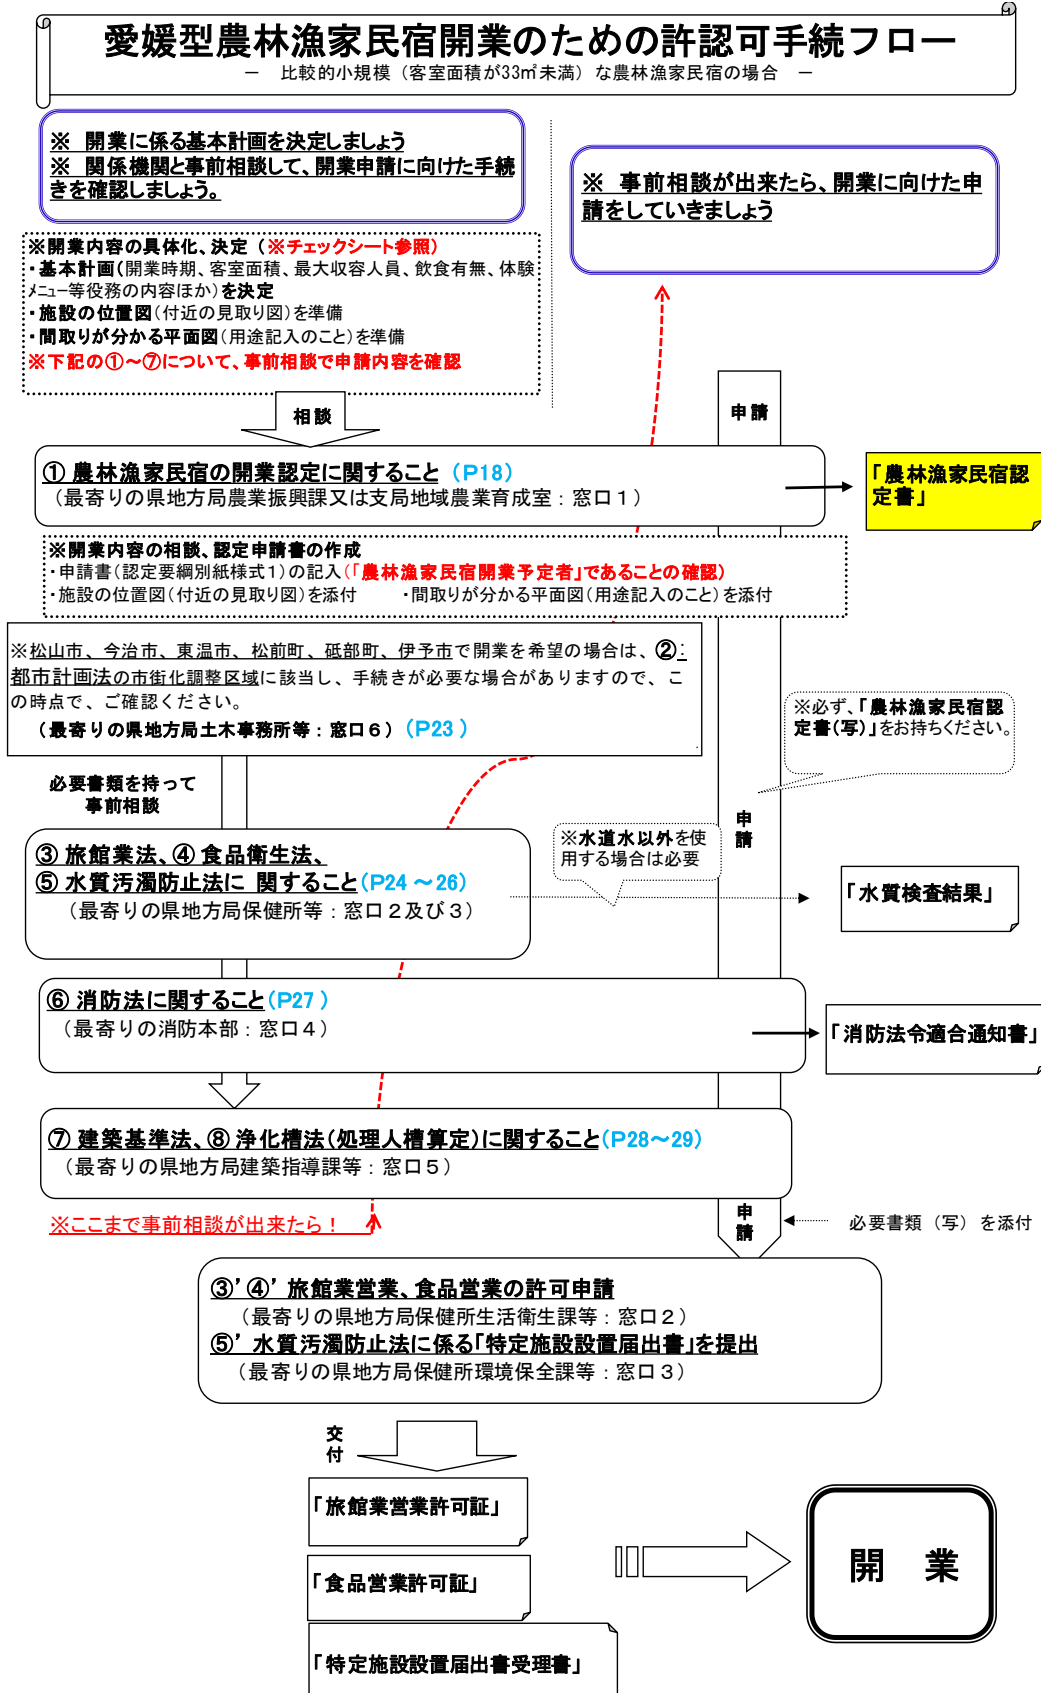 愛媛型農林漁家民宿開業のための許認可手続フロー
－　比較的小規模（客室面積が33㎡未満）な農林漁家民宿の場合　－
※　開業に係る基本計画を決定しましょう
※　関係機関と事前相談して、開業申請に向けた手続
きを確認しましょう。
※　事前相談が出来たら、開業に向けた申
請をしていきましょう
※開業内容の具体化、決定（※チェックシート参照）
・基本計画（開業時期、客室面積、最大収容人員、飲食有無、体験
メニュー等役務の内容ほか）を決定
・施設の位置図（付近の見取り図）を準備
・間取りが分かる平面図（用途記入のこと）を準備
※下記の①～⑦について、事前相談で申請内容を確認
相談
申請
① 農林漁家民宿の開業認定に関すること （P18）
（最寄りの県地方局農業振興課又は支局地域農業育成室：窓口１）
「農林漁家民宿認
定書」
※開業内容の相談、認定申請書の作成
・申請書（認定要綱別紙様式１）の記入（「農林漁家民宿開業予定者」であることの確認）
・施設の位置図（付近の見取り図）を添付　　・間取りが分かる平面図（用途記入のこと）を添付
※松山市、今治市、東温市、松前町、砥部町、伊予市で開業を希望の場合は、②：
都市計画法の市街化調整区域に該当し、手続きが必要な場合がありますので、こ
の時点で、ご確認ください。
（最寄りの県地方局土木事務所等：窓口６）（P23 ）
※必ず、「農林漁家民宿認
定書（写）」をお持ちください。
必要書類を持って
事前相談
申
請
③ 旅館業法、④ 食品衛生法、
⑤ 水質汚濁防止法に 関すること（P24 ～26）
（最寄りの県地方局保健所等：窓口２及び３）
※水道水以外を使
用する場合は必要
「水質検査結果」
⑥ 消防法に関すること（P27 ）
（最寄りの消防本部：窓口４）
「消防法令適合通知書」
⑦ 建築基準法、⑧ 浄化槽法（処理人槽算定）に関すること（P28～29）
（最寄りの県地方局建築指導課等：窓口５）
※ここまで事前相談が出来たら！
申
請
必要書類（写）を添付
③’④’ 旅館業営業、食品営業の許可申請
（最寄りの県地方局保健所生活衛生課等：窓口２）
⑤’ 水質汚濁防止法に係る「特定施設設置届出書」を提出
（最寄りの県地方局保健所環境保全課等：窓口３）
交
付
「旅館業営業許可証」
「食品営業許可証」
「特定施設設置届出書受理書」
開　業